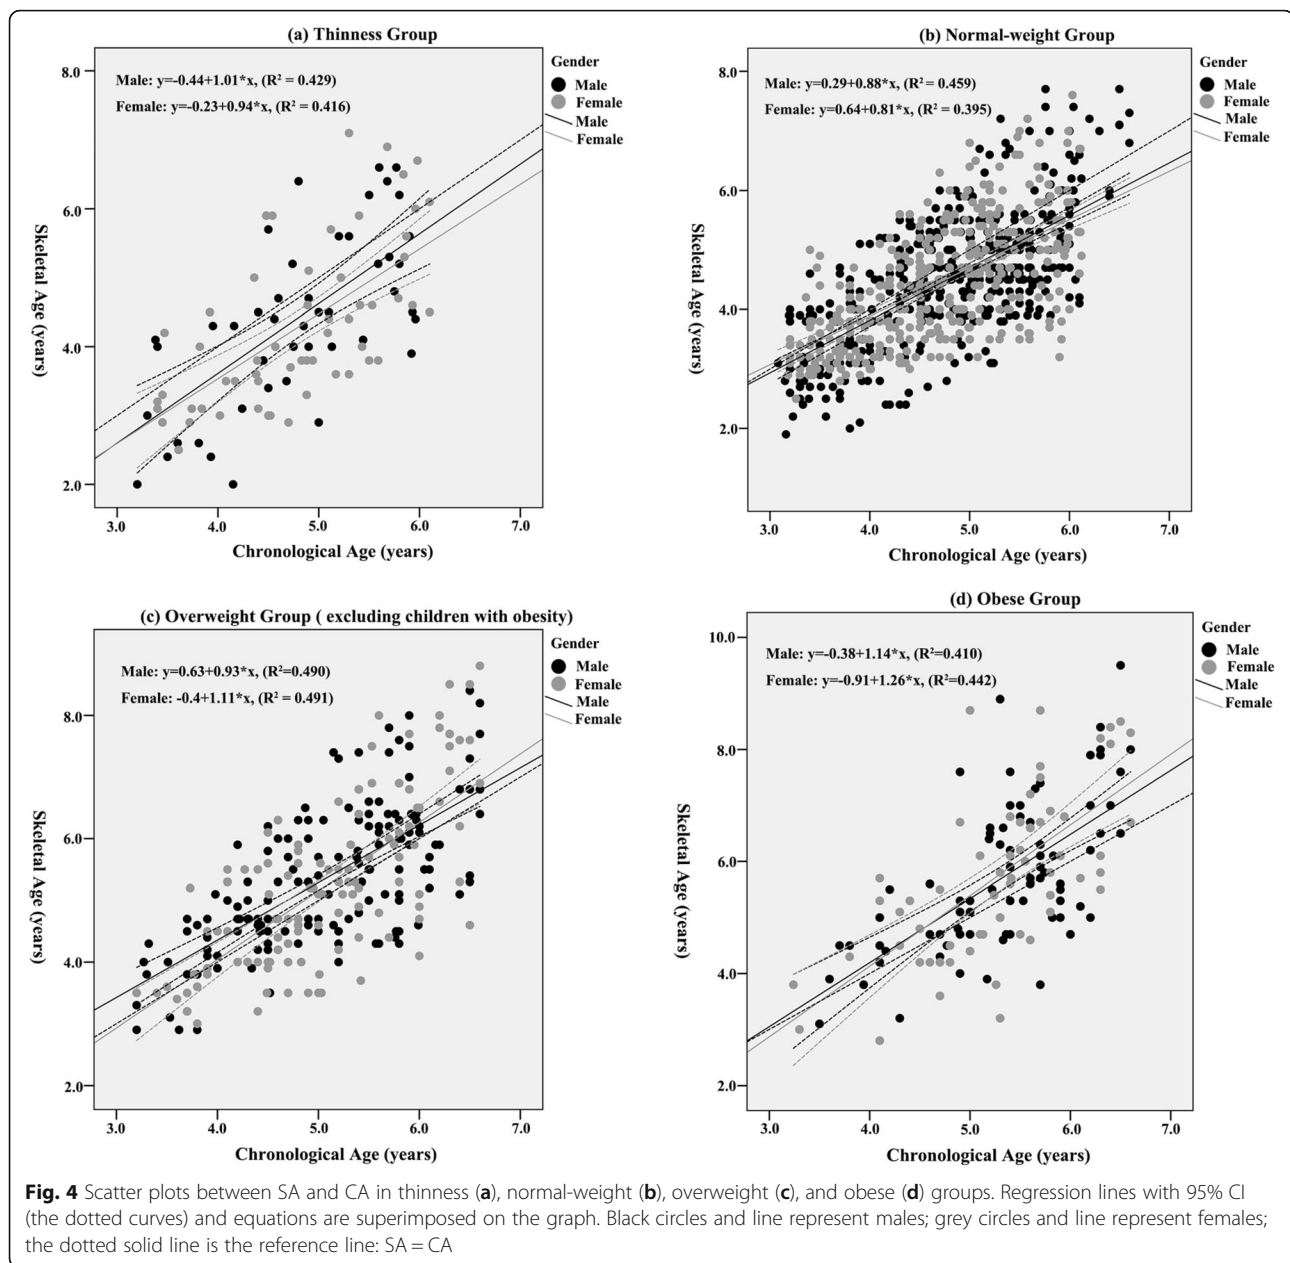 (a) Thinness Group
Male: y=-0.44+1.01*x, (R² = 0.429)
Female: y=-0.23+0.94*x, (R² = 0.416)
Gender
Male
Female
Male
Female
8.0
6.0
4.0
2.0
Skeletal Age (years)
3.0 4.0 5.0 6.0 7.0
Chronological Age (years)
(b) Normal-weight Group
Male: y=0.29+0.88*x, (R² = 0.459)
Female: y=0.64+0.81*x, (R² = 0.395)
Gender
Male
Female
Male
Female
8.0
6.0
4.0
2.0
Skeletal Age (years)
3.0 4.0 5.0 6.0 7.0
Chronological Age (years)
(c) Overweight Group ( excluding children with obesity)
Male: y=0.63+0.93*x, (R²=0.490)
Female: -0.4+1.11*x, (R² = 0.491)
Gender
Male
Female
Male
Female
8.0
6.0
4.0
2.0
Skeletal Age (years)
3.0 4.0 5.0 6.0 7.0
Chronological Age (years)
(d) Obese Group
Male: y=-0.38+1.14*x, (R²=0.410)
Female: y=-0.91+1.26*x, (R²=0.442)
Gender
Male
Female
Male
Female
10.0
8.0
6.0
4.0
2.0
Skeletal Age (years)
3.0 4.0 5.0 6.0 7.0
Chronological Age (years)
Fig. 4 Scatter plots between SA and CA in thinness (a), normal-weight (b), overweight (c), and obese (d) groups. Regression lines with 95% CI
(the dotted curves) and equations are superimposed on the graph. Black circles and line represent males; grey circles and line represent females;
the dotted solid line is the reference line: SA = CA